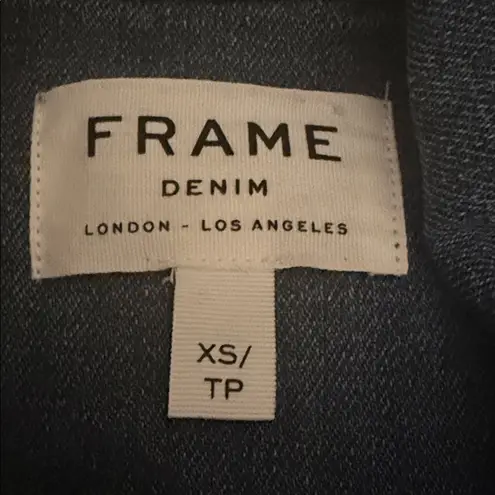 FRAME
DENIM
LONDON - LOS ANGELES
XS/
TP